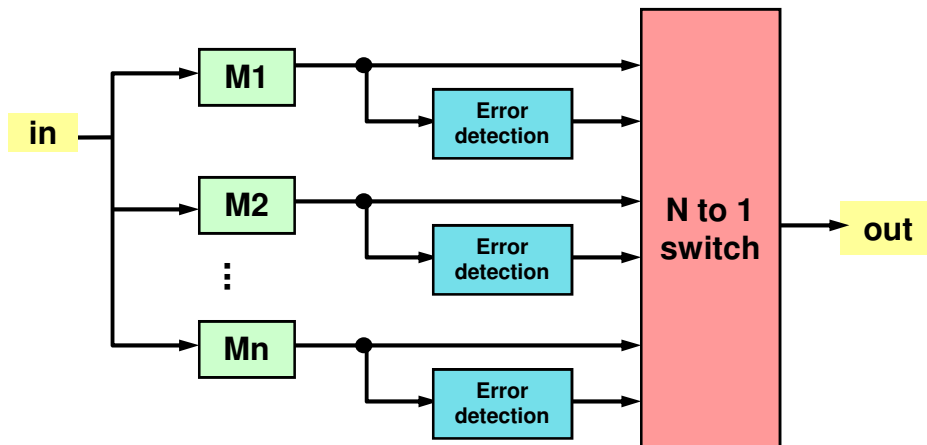 M1
Error
detection
in
M2
Error
detection
N to 1
switch
out
⋮
Mn
Error
detection